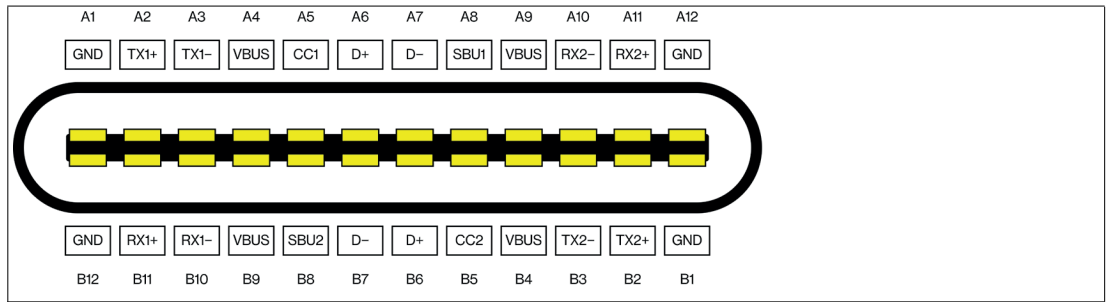 A1 A2 A3 A4 A5 A6 A7 A8 A9 A10 A11 A12
GND TX1+ TX1− VBUS CC1 D+ D− SBU1 VBUS RX2− RX2+ GND
GND RX1+ RX1− VBUS SBU2 D− D+ CC2 VBUS TX2− TX2+ GND
B12 B11 B10 B9 B8 B7 B6 B5 B4 B3 B2 B1